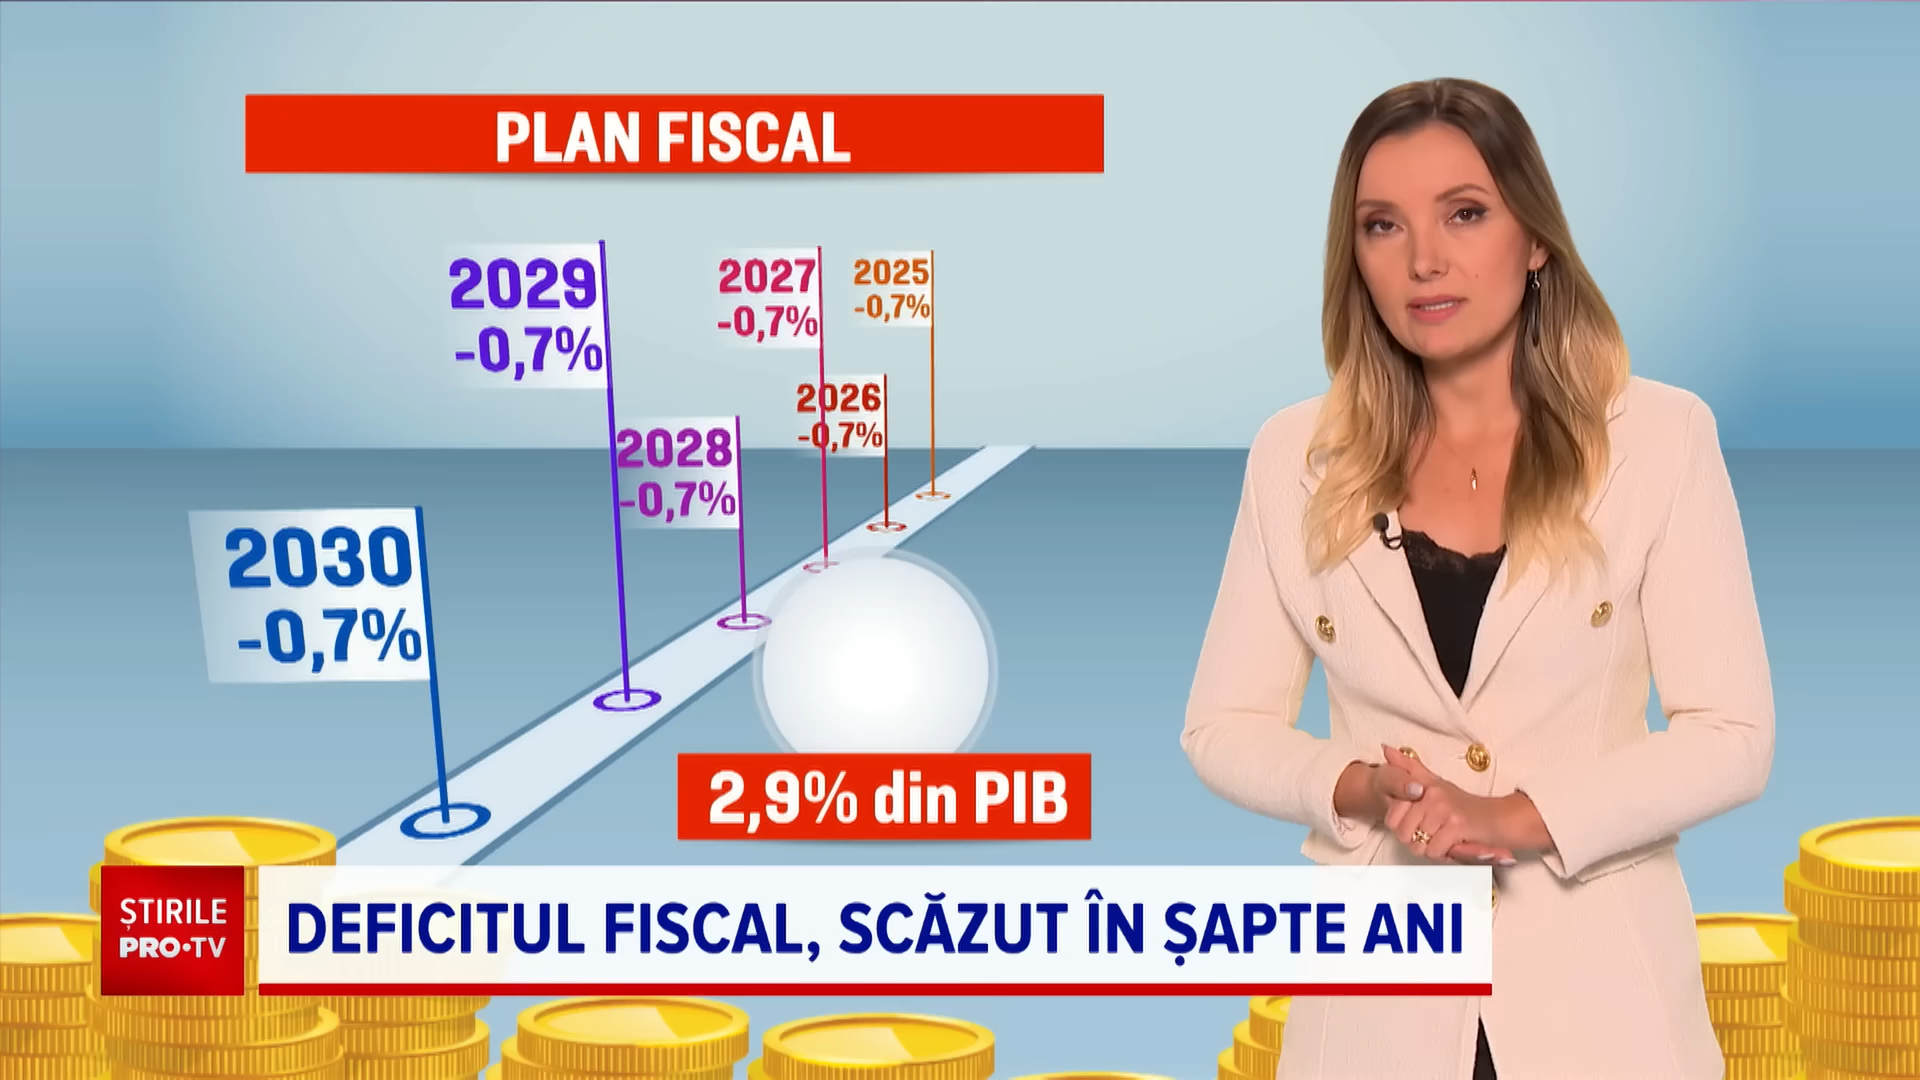 PLAN FISCAL
2029
-0,7%
2027
-0,7%
2025
-0,7%
2026
-0,7%
2028
-0,7%
2030
-0,7%
2,9% din PIB
ȘTIRILE
PRO•TV
DEFICITUL FISCAL, SCĂZUT ÎN ȘAPTE ANI